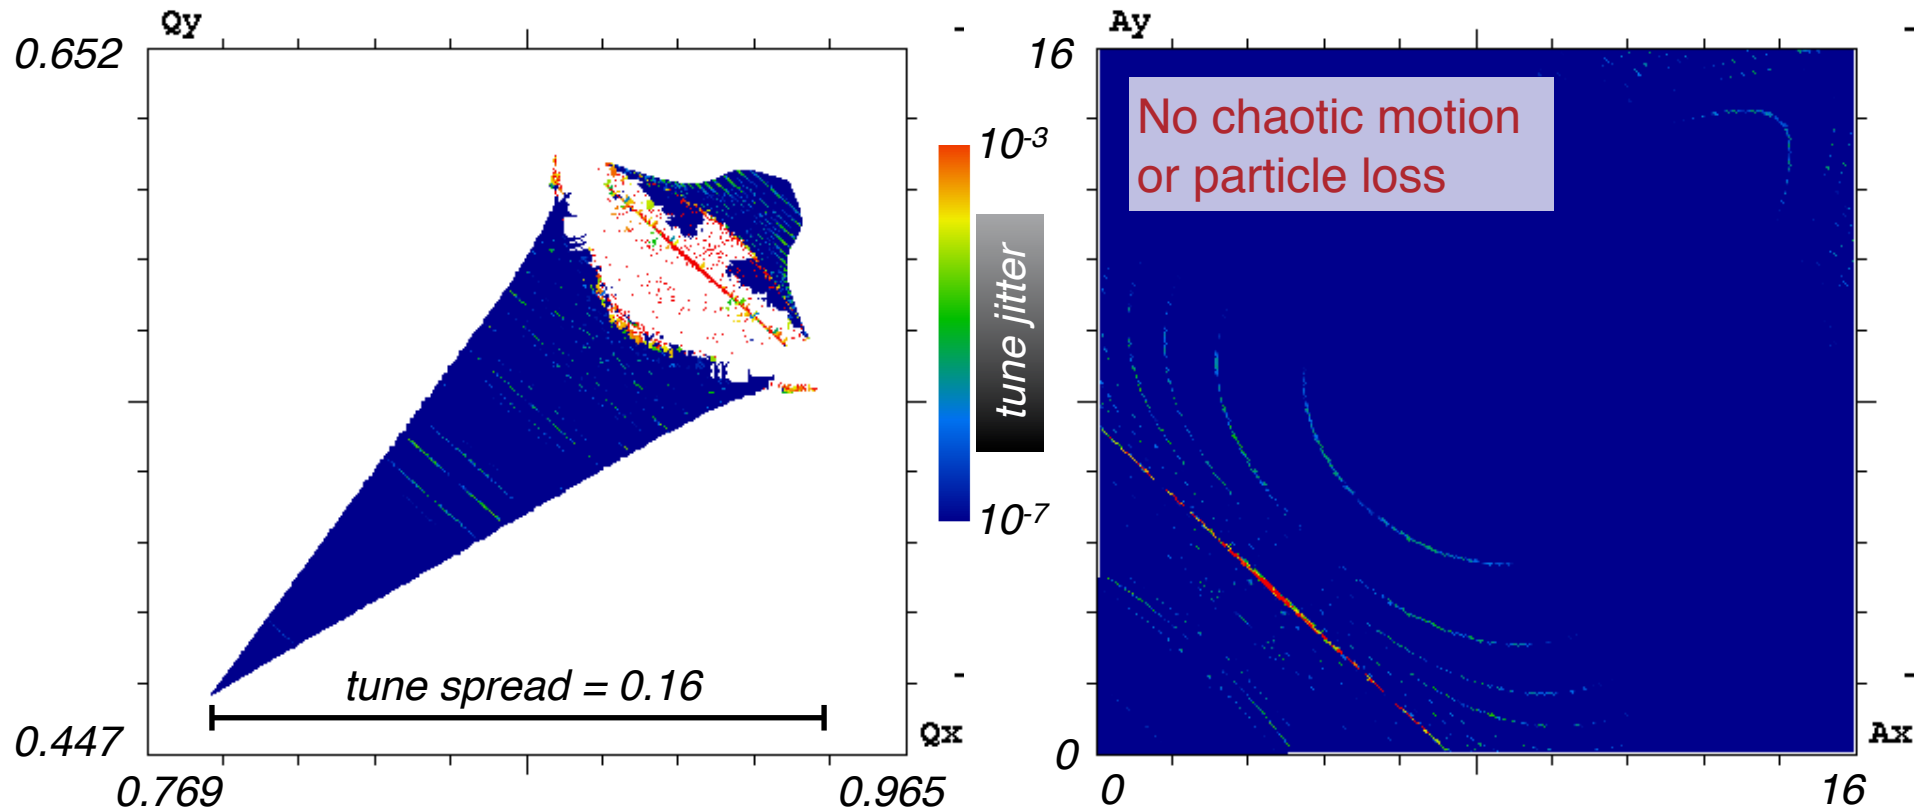 Qy
0.652
0.447
0.769
0.965
Qx
tune spread = 0.16
10-3
tune jitter
10-7
Ay
16
No chaotic motion
or particle loss
0
0
16
Ax